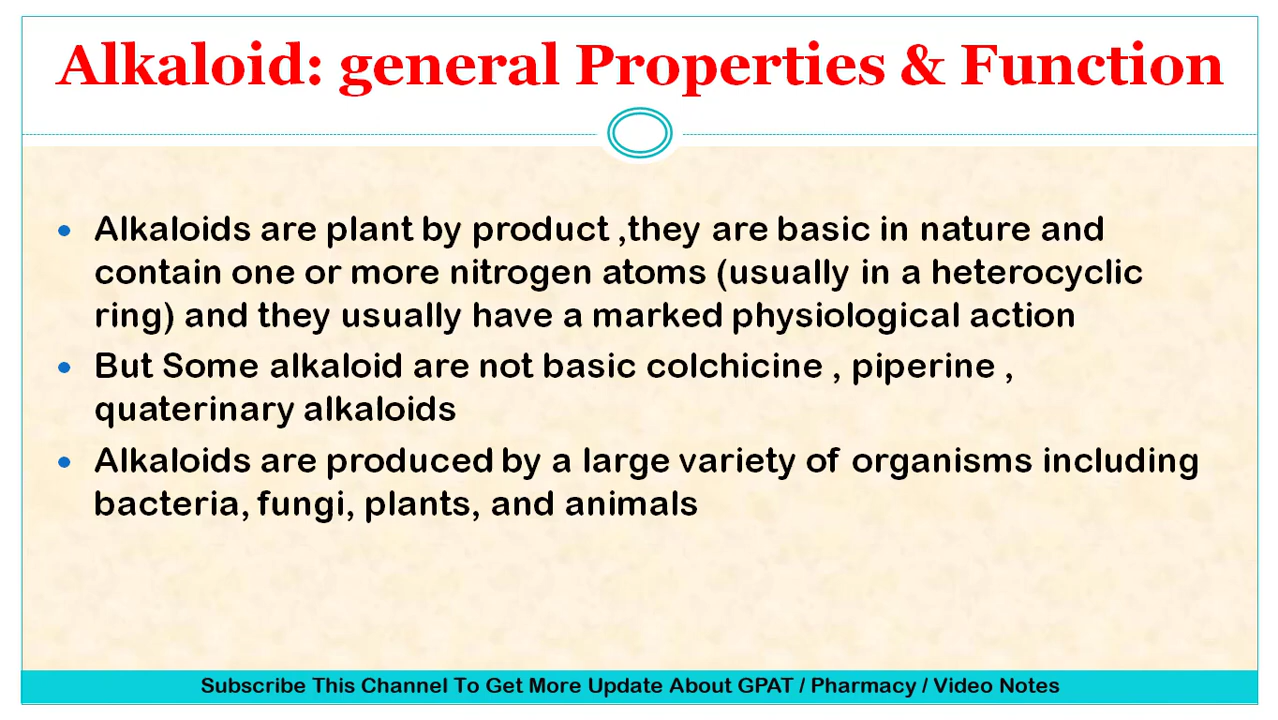 Alkaloid: general Properties & Function
• Alkaloids are plant by product ,they are basic in nature and
contain one or more nitrogen atoms (usually in a heterocyclic
ring) and they usually have a marked physiological action
• But Some alkaloid are not basic colchicine , piperine ,
quaterinary alkaloids
• Alkaloids are produced by a large variety of organisms including
bacteria, fungi, plants, and animals
Subscribe This Channel To Get More Update About GPAT / Pharmacy / Video Notes